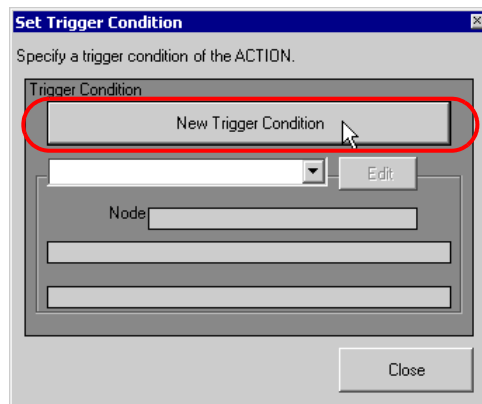 Set Trigger Condition
Specify a trigger condition of the ACTION.
Trigger Condition
New Trigger Condition
Edit
Node
Close